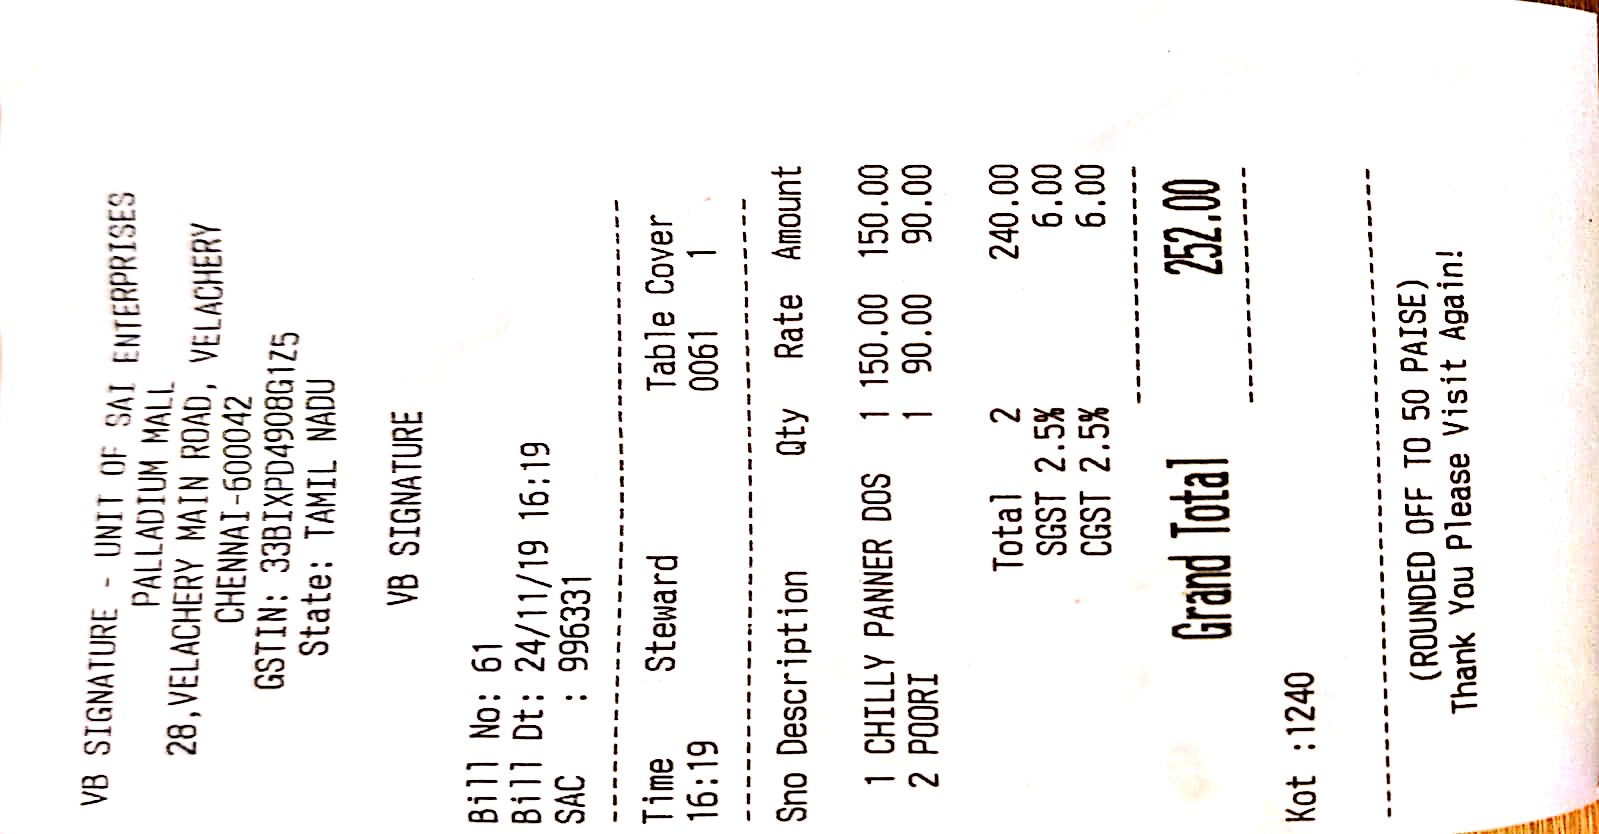 VB SIGNATURE - UNIT OF SAI ENTERPRISES
PALLADIUM MALL
28,VELACHERY MAIN ROAD, VELACHERY
CHENNAI-600042
GSTIN: 33BIXPD4908G1Z5
State: TAMIL NADU
VB SIGNATURE
Bill No: 61
Bill Dt: 24/11/19 16:19
SAC : 996331
Time Steward Table Cover
16:19 0061 1
Sno Description Qty Rate Amount
1 CHILLY PANNER DOS 1 150.00 150.00
2 POORI 1 90.00 90.00
Total 2 240.00
SGST 2.5% 6.00
CGST 2.5% 6.00
Grand Total 252.00
Kot :1240
(ROUNDED OFF TO 50 PAISE)
Thank You Please Visit Again!